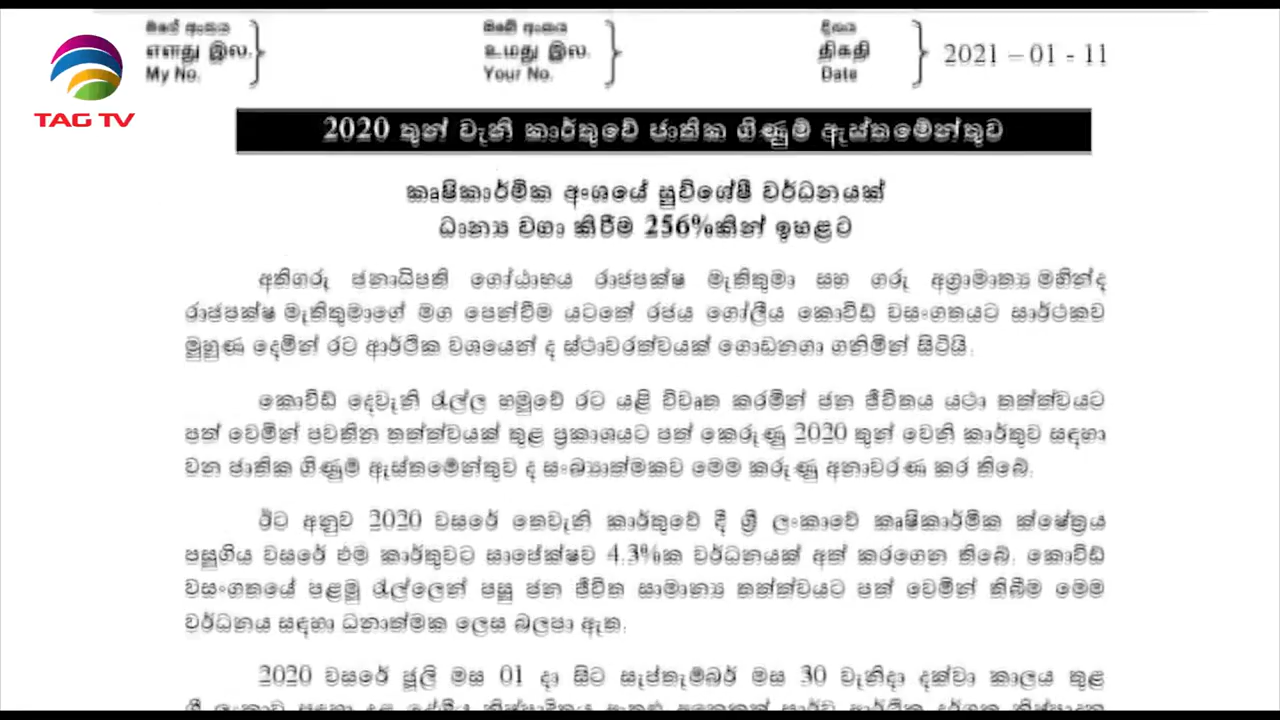 මගේ අංකය
எனது இல.
My No.
ඔබේ අංකය
உமது இல.
Your No.
දිනය
திகதி
Date
2021 – 01 - 11
TAG TV
2020 තුන් වැනි කාර්තුවේ ජාතික ගිණුම් ඇස්තමේන්තුව
කෘෂිකාර්මික අංශයේ සුවිශේෂී වර්ධනයක්
ධාන්‍ය වගා කිරීම 256%කින් ඉහළට
අතිගරු ජනාධිපති ගෝඨාභය රාජපක්ෂ මැතිතුමා සහ ගරු අග්‍රාමාත්‍ය මහින්ද
රාජපක්ෂ මැතිතුමාගේ මග පෙන්වීම යටතේ රජය ගෝලීය කොවිඩ් වසංගතයට සාර්ථකව
මුහුණ දෙමින් රට ආර්ථික වශයෙන් ද ස්ථාවරත්වයක් ගොඩනගා ගනිමින් සිටියි.
කොවිඩ් දෙවැනි රැල්ල හමුවේ රට යළි විවෘත කරමින් ජන ජීවිතය යථා තත්ත්වයට
පත් වෙමින් පවතින තත්ත්වයක් තුළ ප්‍රකාශයට පත් කෙරුණු 2020 තුන් වෙනි කාර්තුව සඳහා
වන ජාතික ගිණුම් ඇස්තමේන්තුව ද සංඛ්‍යාත්මකව මෙම කරුණු අනාවරණ කර තිබේ.
ඊට අනුව 2020 වසරේ තෙවැනි කාර්තුවේ දී ශ්‍රී ලංකාවේ කෘෂිකාර්මික ක්ෂේත්‍රය
පසුගිය වසරේ එම කාර්තුවට සාපේක්ෂව 4.3%ක වර්ධනයක් අත් කරගෙන තිබේ. කොවිඩ්
වසංගතයේ පළමු රැල්ලෙන් පසු ජන ජීවිත සාමාන්‍ය තත්ත්වයට පත් වෙමින් තිබීම මෙම
වර්ධනය සඳහා ධනාත්මක ලෙස බලපා ඇත.
2020 වසරේ ජූලි මස 01 දා සිට සැප්තැම්බර් මස 30 වැනිදා දක්වා කාලය තුළ